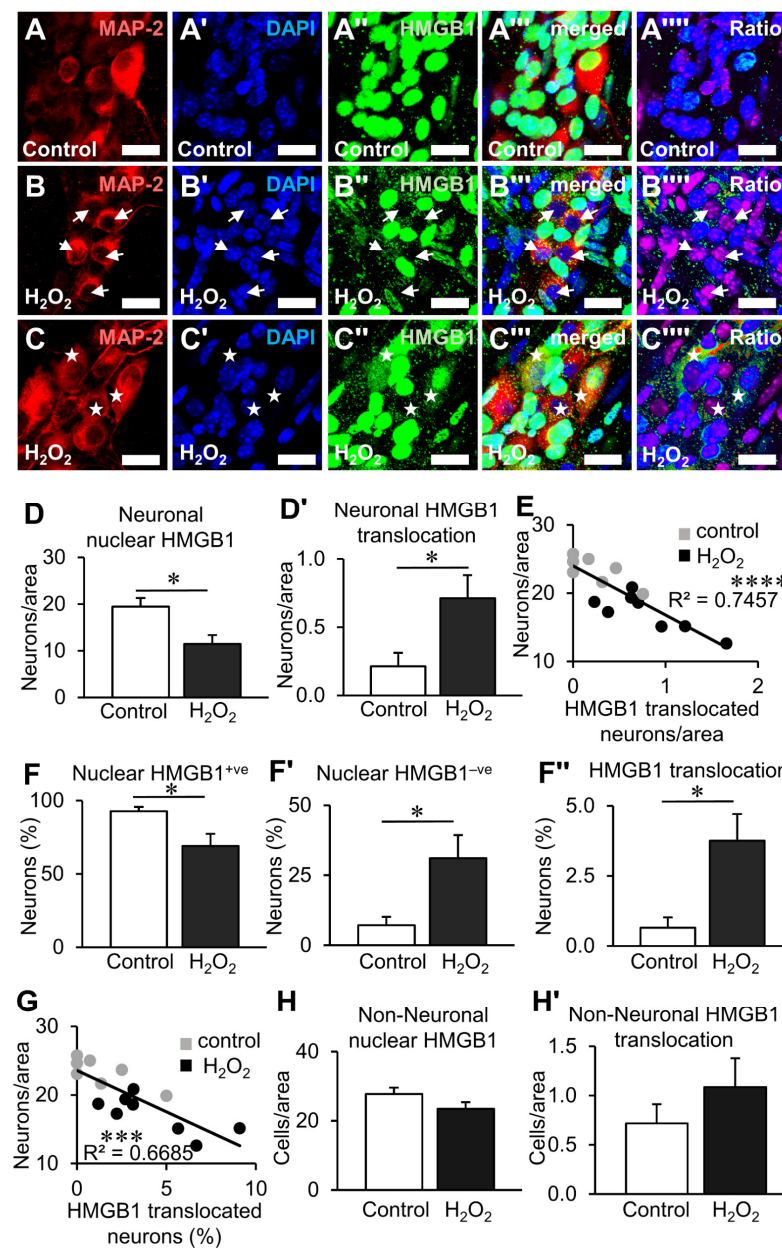 A MAP-2 A' DAPI A'' HMGB1 A''' merged A'''' Ratio
Control Control Control Control Control
B MAP-2 B' DAPI B'' HMGB1 B''' merged B'''' Ratio
H₂O₂ H₂O₂ H₂O₂ H₂O₂ H₂O₂
C MAP-2 C' DAPI C'' HMGB1 C''' merged C'''' Ratio
H₂O₂ H₂O₂ H₂O₂ H₂O₂ H₂O₂
D
Neuronal
nuclear HMGB1
Neurons/area
30
20
10
0
*
Control H₂O₂
D'
Neuronal HMGB1
translocation
Neurons/area
1.0
0.5
0.0
*
Control H₂O₂
E
Neurons/area
30
20
10
control
H₂O₂
****
R² = 0.7457
0 1 2
HMGB1 translocated
neurons/area
F
Nuclear HMGB1⁺ᵛᵉ
Neurons (%)
100
50
0
*
Control H₂O₂
F'
Nuclear HMGB1⁻ᵛᵉ
Neurons (%)
50
25
0
*
Control H₂O₂
F''
HMGB1 translocation
Neurons (%)
5.0
2.5
0.0
*
Control H₂O₂
G
Neurons/area
30
20
10
control
H₂O₂
***
R² = 0.6685
0 5 10
HMGB1 translocated
neurons (%)
H
Non-Neuronal
nuclear HMGB1
Cells/area
40
20
0
Control H₂O₂
H'
Non-Neuronal HMGB1
translocation
Cells/area
1.5
1.0
0.5
0.0
Control H₂O₂